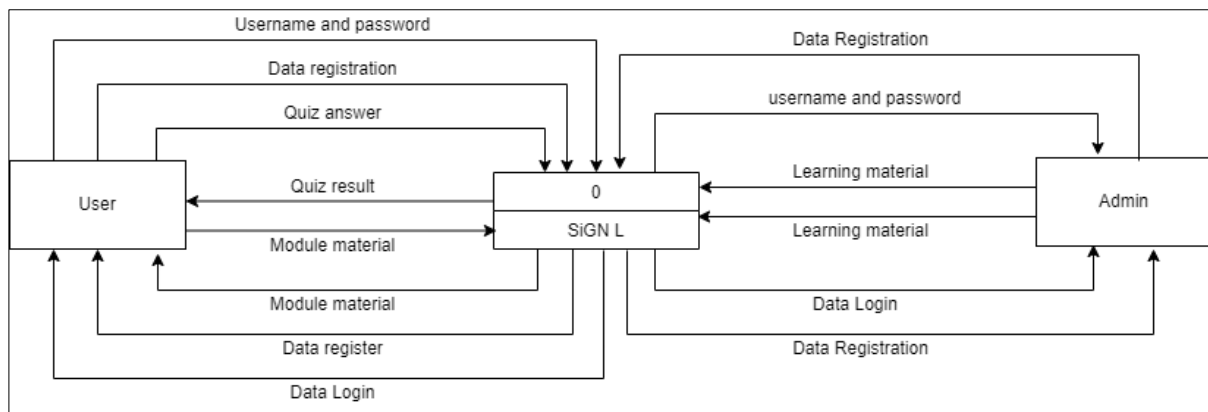 Username and password
Data Registration
Data registration
username and password
Quiz answer
Learning material
Quiz result
0
User
Admin
SiGN L
Learning material
Module material
Module material
Data Login
Data register
Data Registration
Data Login